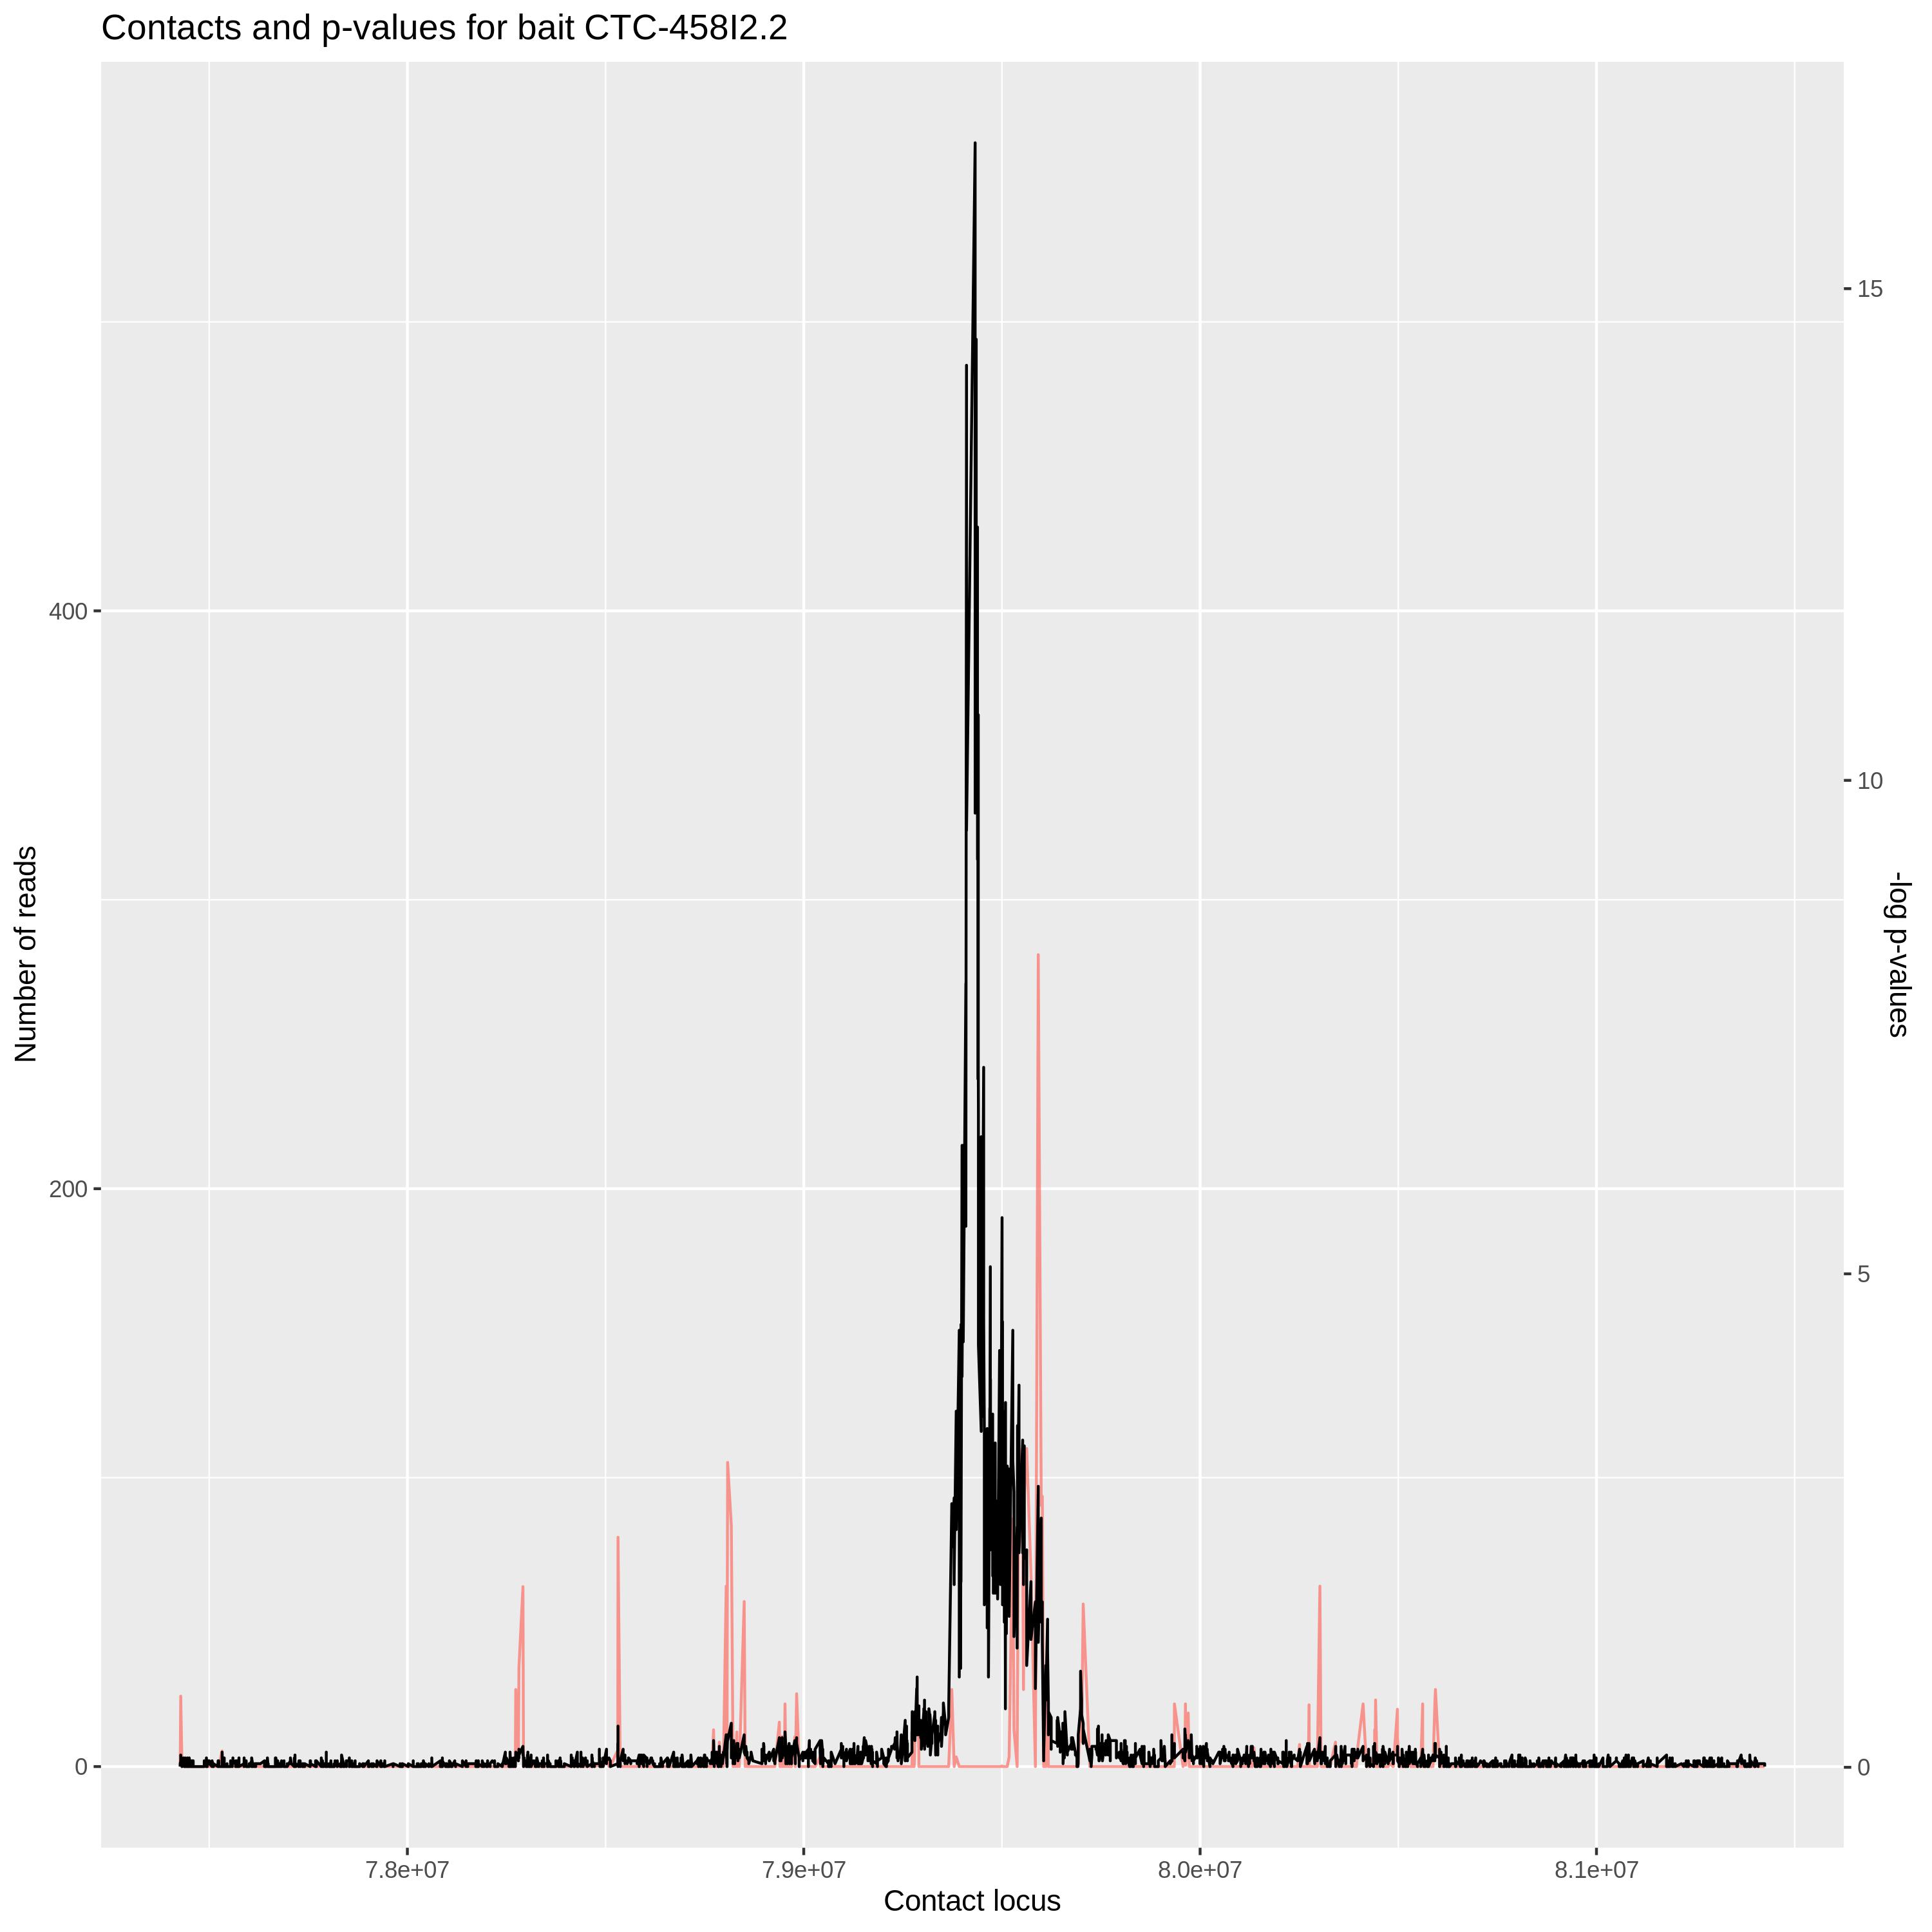 Contacts and p-values for bait CTC-458I2.2
Number of reads
400
200
0
15
10
5
0
-log p-values
7.8e+07
7.9e+07
8.0e+07
8.1e+07
Contact locus